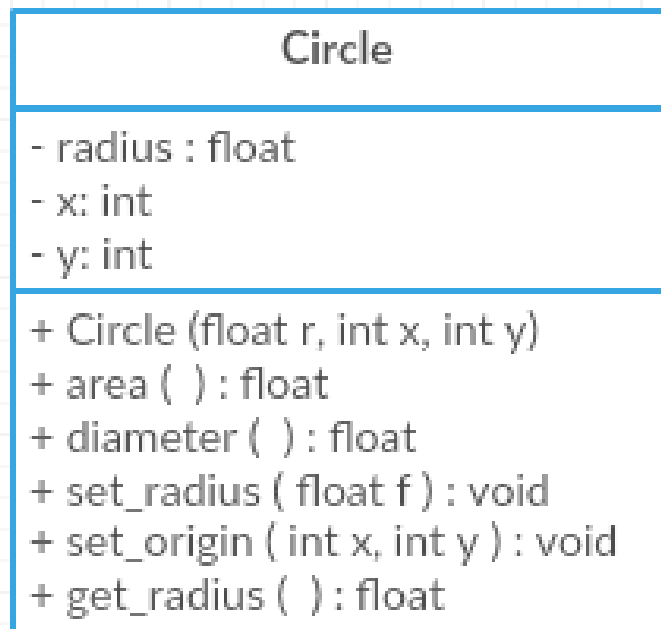 Circle
- radius : float
- x: int
- y: int
+ Circle (float r, int x, int y)
+ area ( ) : float
+ diameter ( ) : float
+ set_radius ( float f ) : void
+ set_origin ( int x, int y ) : void
+ get_radius ( ) : float